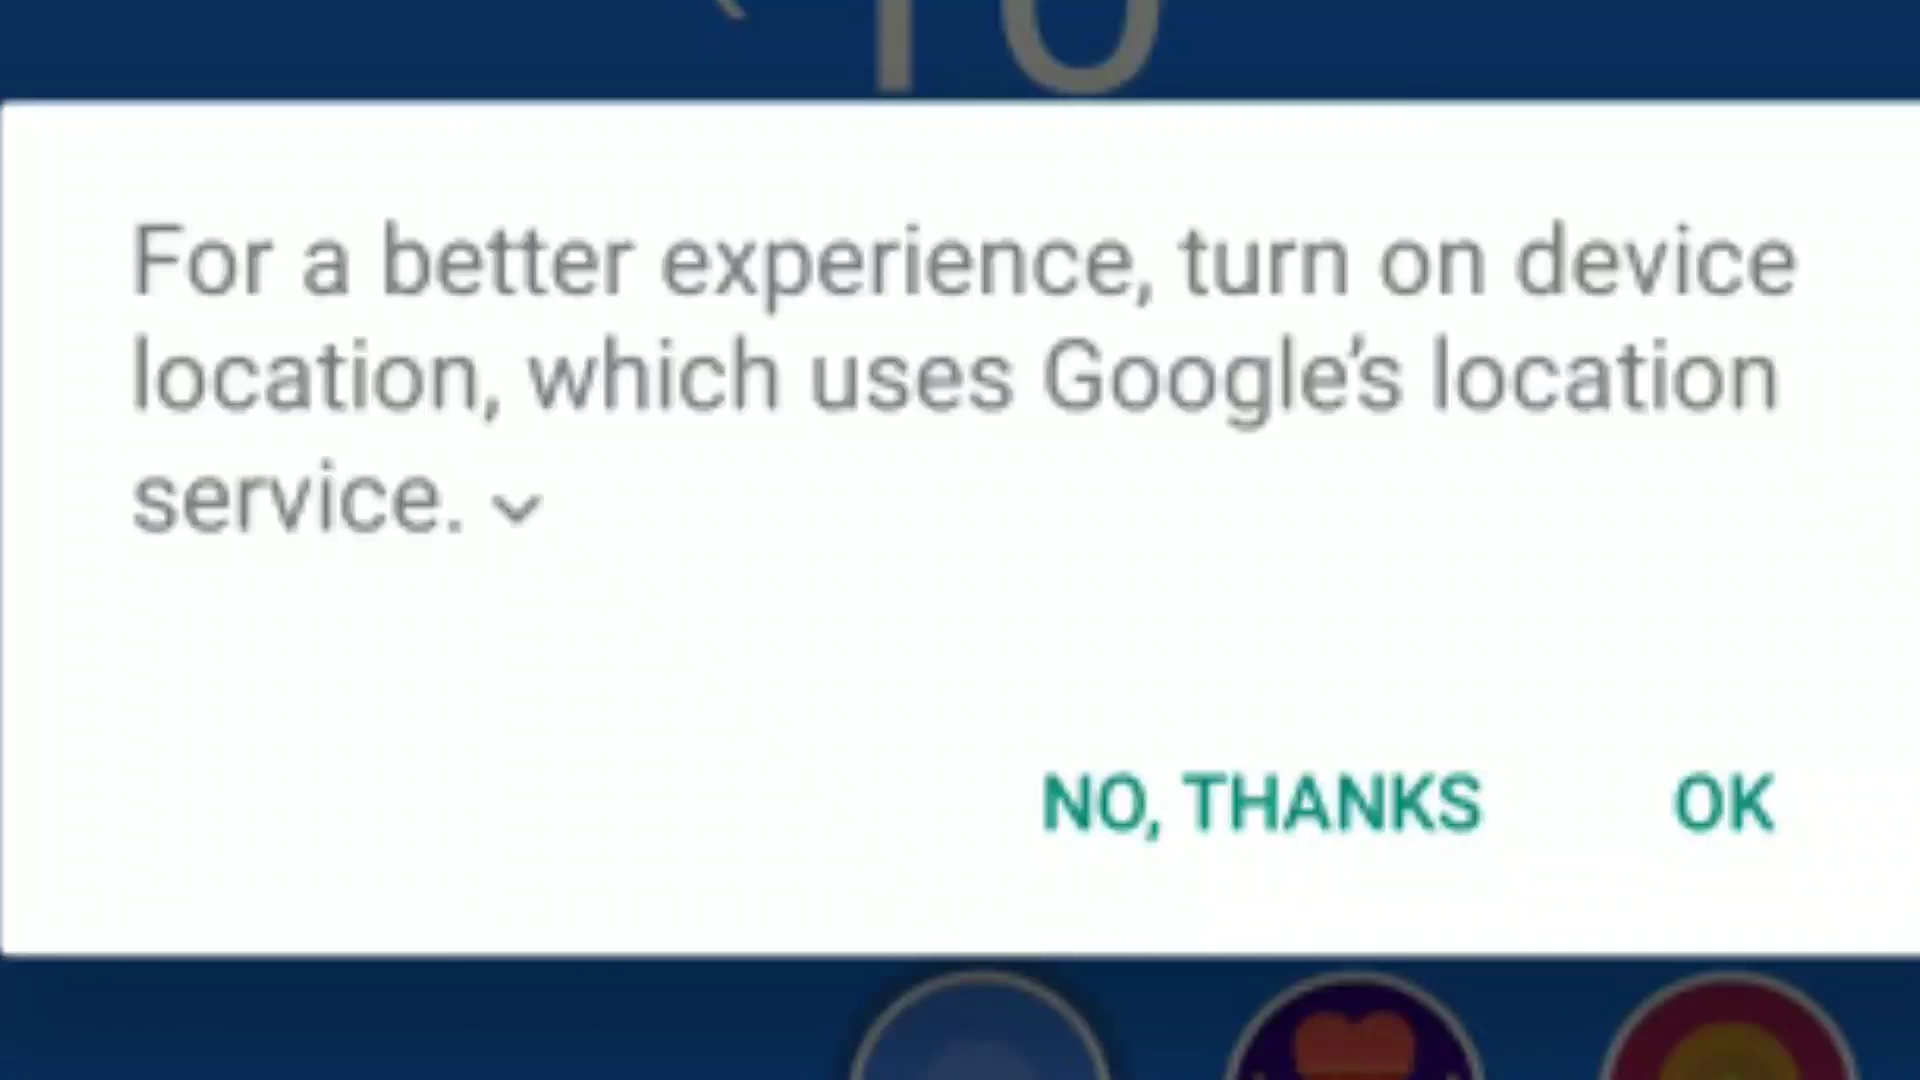 For a better experience, turn on device
location, which uses Google’s location
service.
NO, THANKS OK